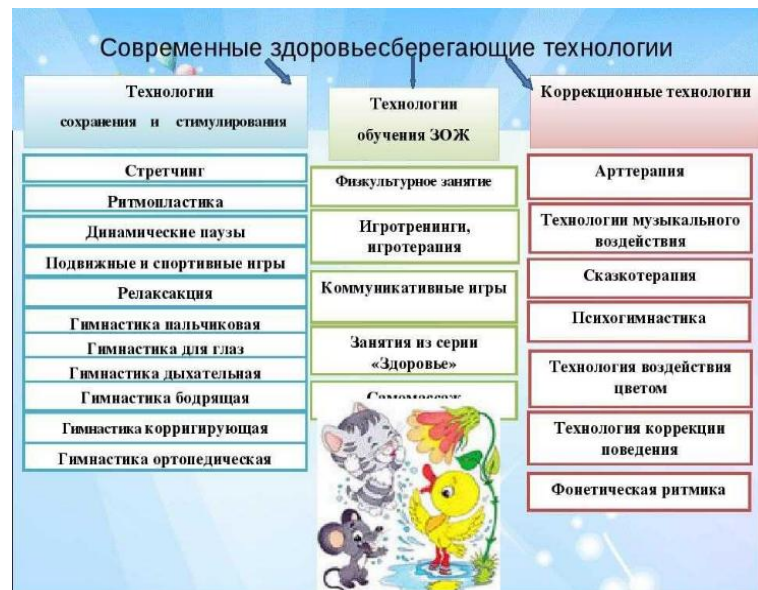 Современные здоровьесберегающие технологии
Технологии
сохранения и стимулирования
Стретчинг
Ритмопластика
Динамические паузы
Подвижные и спортивные игры
Релаксакция
Гимнастика пальчиковая
Гимнастика для глаз
Гимнастика дыхательная
Гимнастика бодрящая
Гимнастика корригирующая
Гимнастика ортопедическая
Технологии
обучения ЗОЖ
Физкультурное занятие
Игротренинги,
игротерапия
Коммуникативные игры
Занятия из серии
«Здоровье»
Самомассаж
Коррекционные технологии
Арттерапия
Технологии музыкального
воздействия
Сказкотерапия
Психогимнастика
Технология воздействия
цветом
Технология коррекции
поведения
Фонетическая ритмика